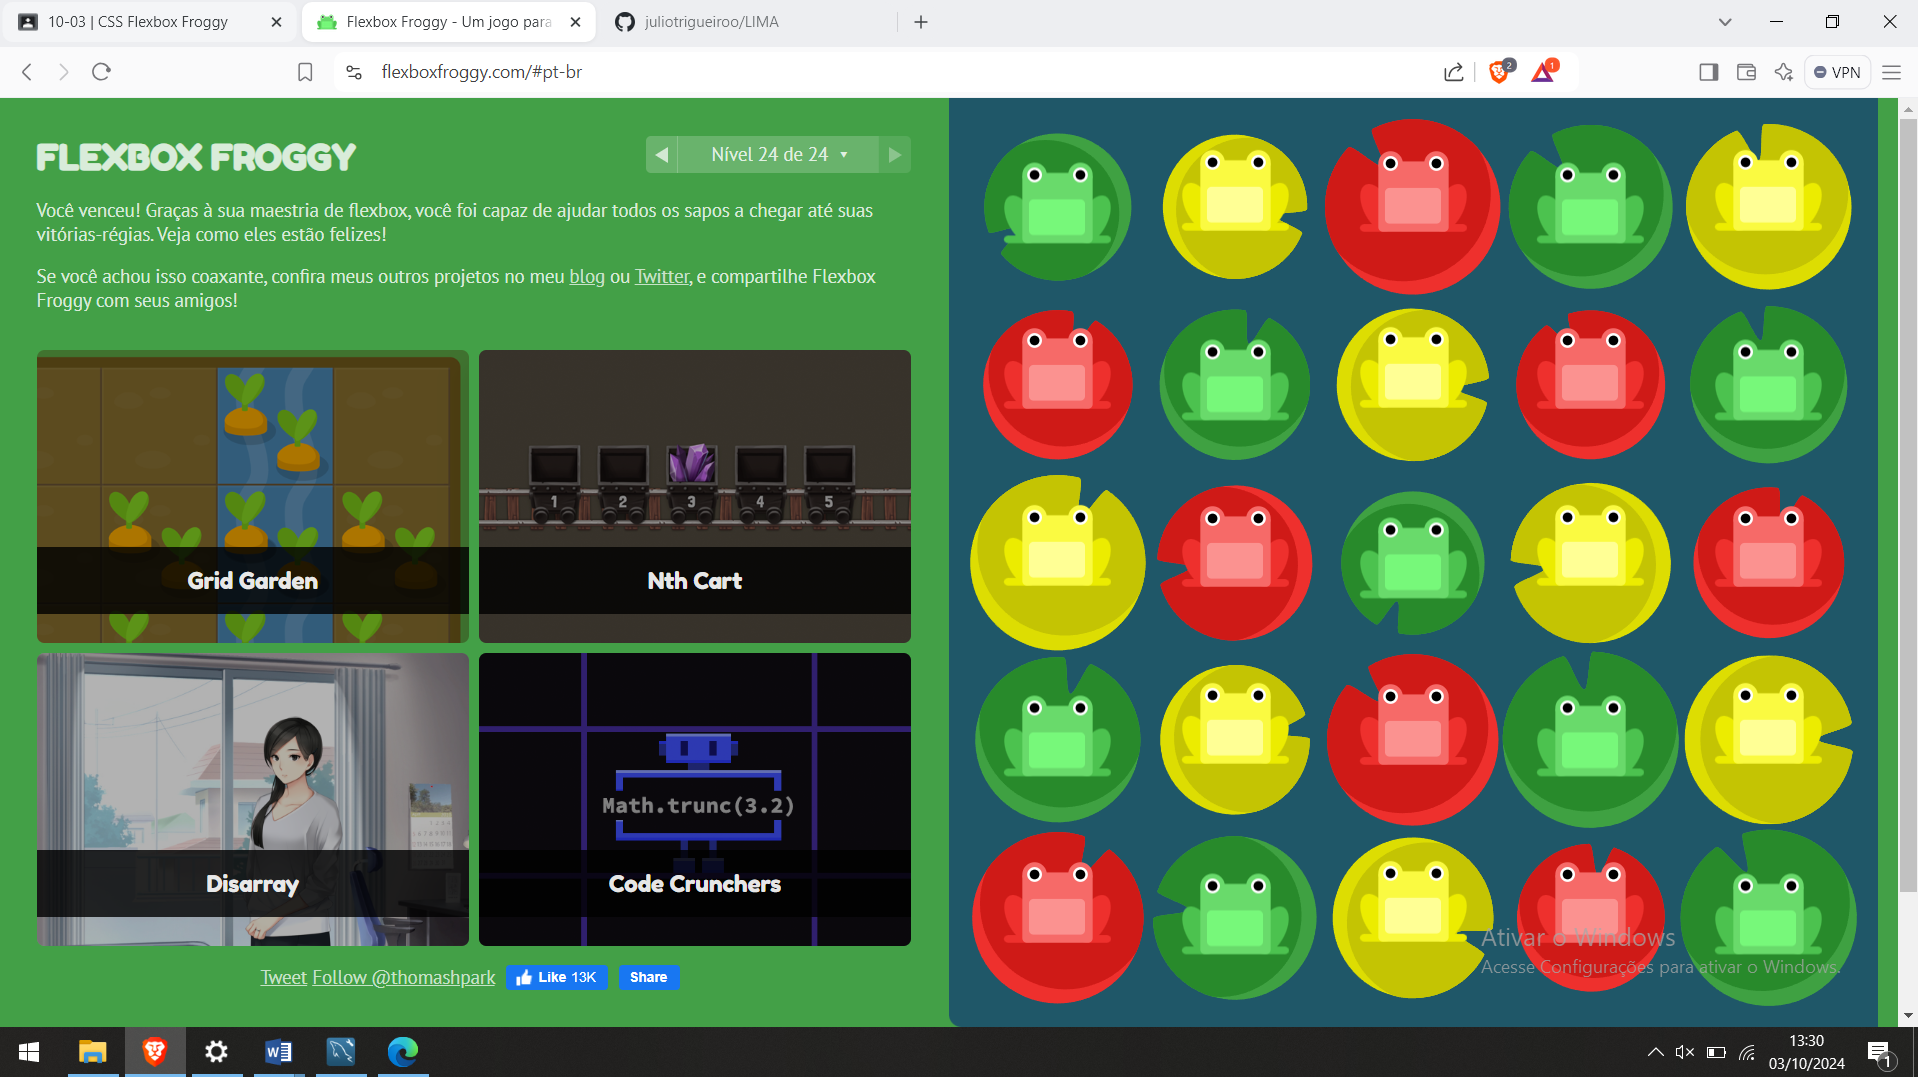 10-03 | CSS Flexbox Froggy
Flexbox Froggy - Um jogo para
juliotrigueiroo/LIMA
flexboxfroggy.com/#pt-br
2
1
VPN
FLEXBOX FROGGY
Nível 24 de 24
Você venceu! Graças à sua maestria de flexbox, você foi capaz de ajudar todos os sapos a chegar até suas
vitórias-régias. Veja como eles estão felizes!
Se você achou isso coaxante, confira meus outros projetos no meu blog ou Twitter, e compartilhe Flexbox
Froggy com seus amigos!
1 2 3 4 5
Grid Garden
Nth Cart
Math.trunc(3.2)
Disarray
Code Crunchers
Tweet Follow @thomashpark
Like 13K
Share
Ativar o Windows
Acesse Configurações para ativar o Windows.
13:30
03/10/2024
1